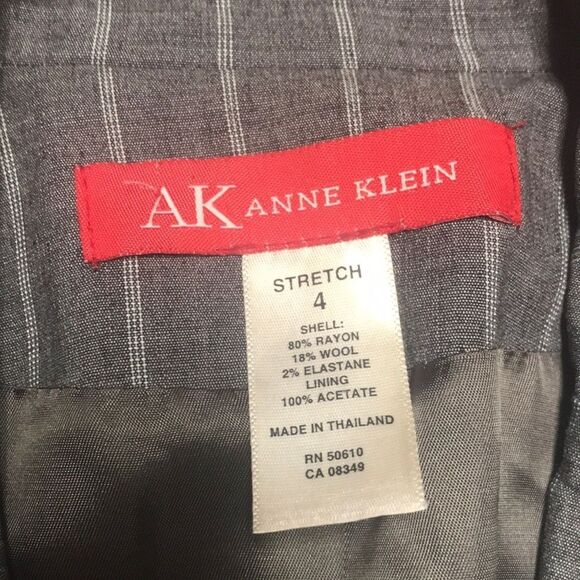 AK ANNE KLEIN
STRETCH
4
SHELL:
80% RAYON
18% WOOL
2% ELASTANE
LINING
100% ACETATE
MADE IN THAILAND
RN 50610
CA 08349